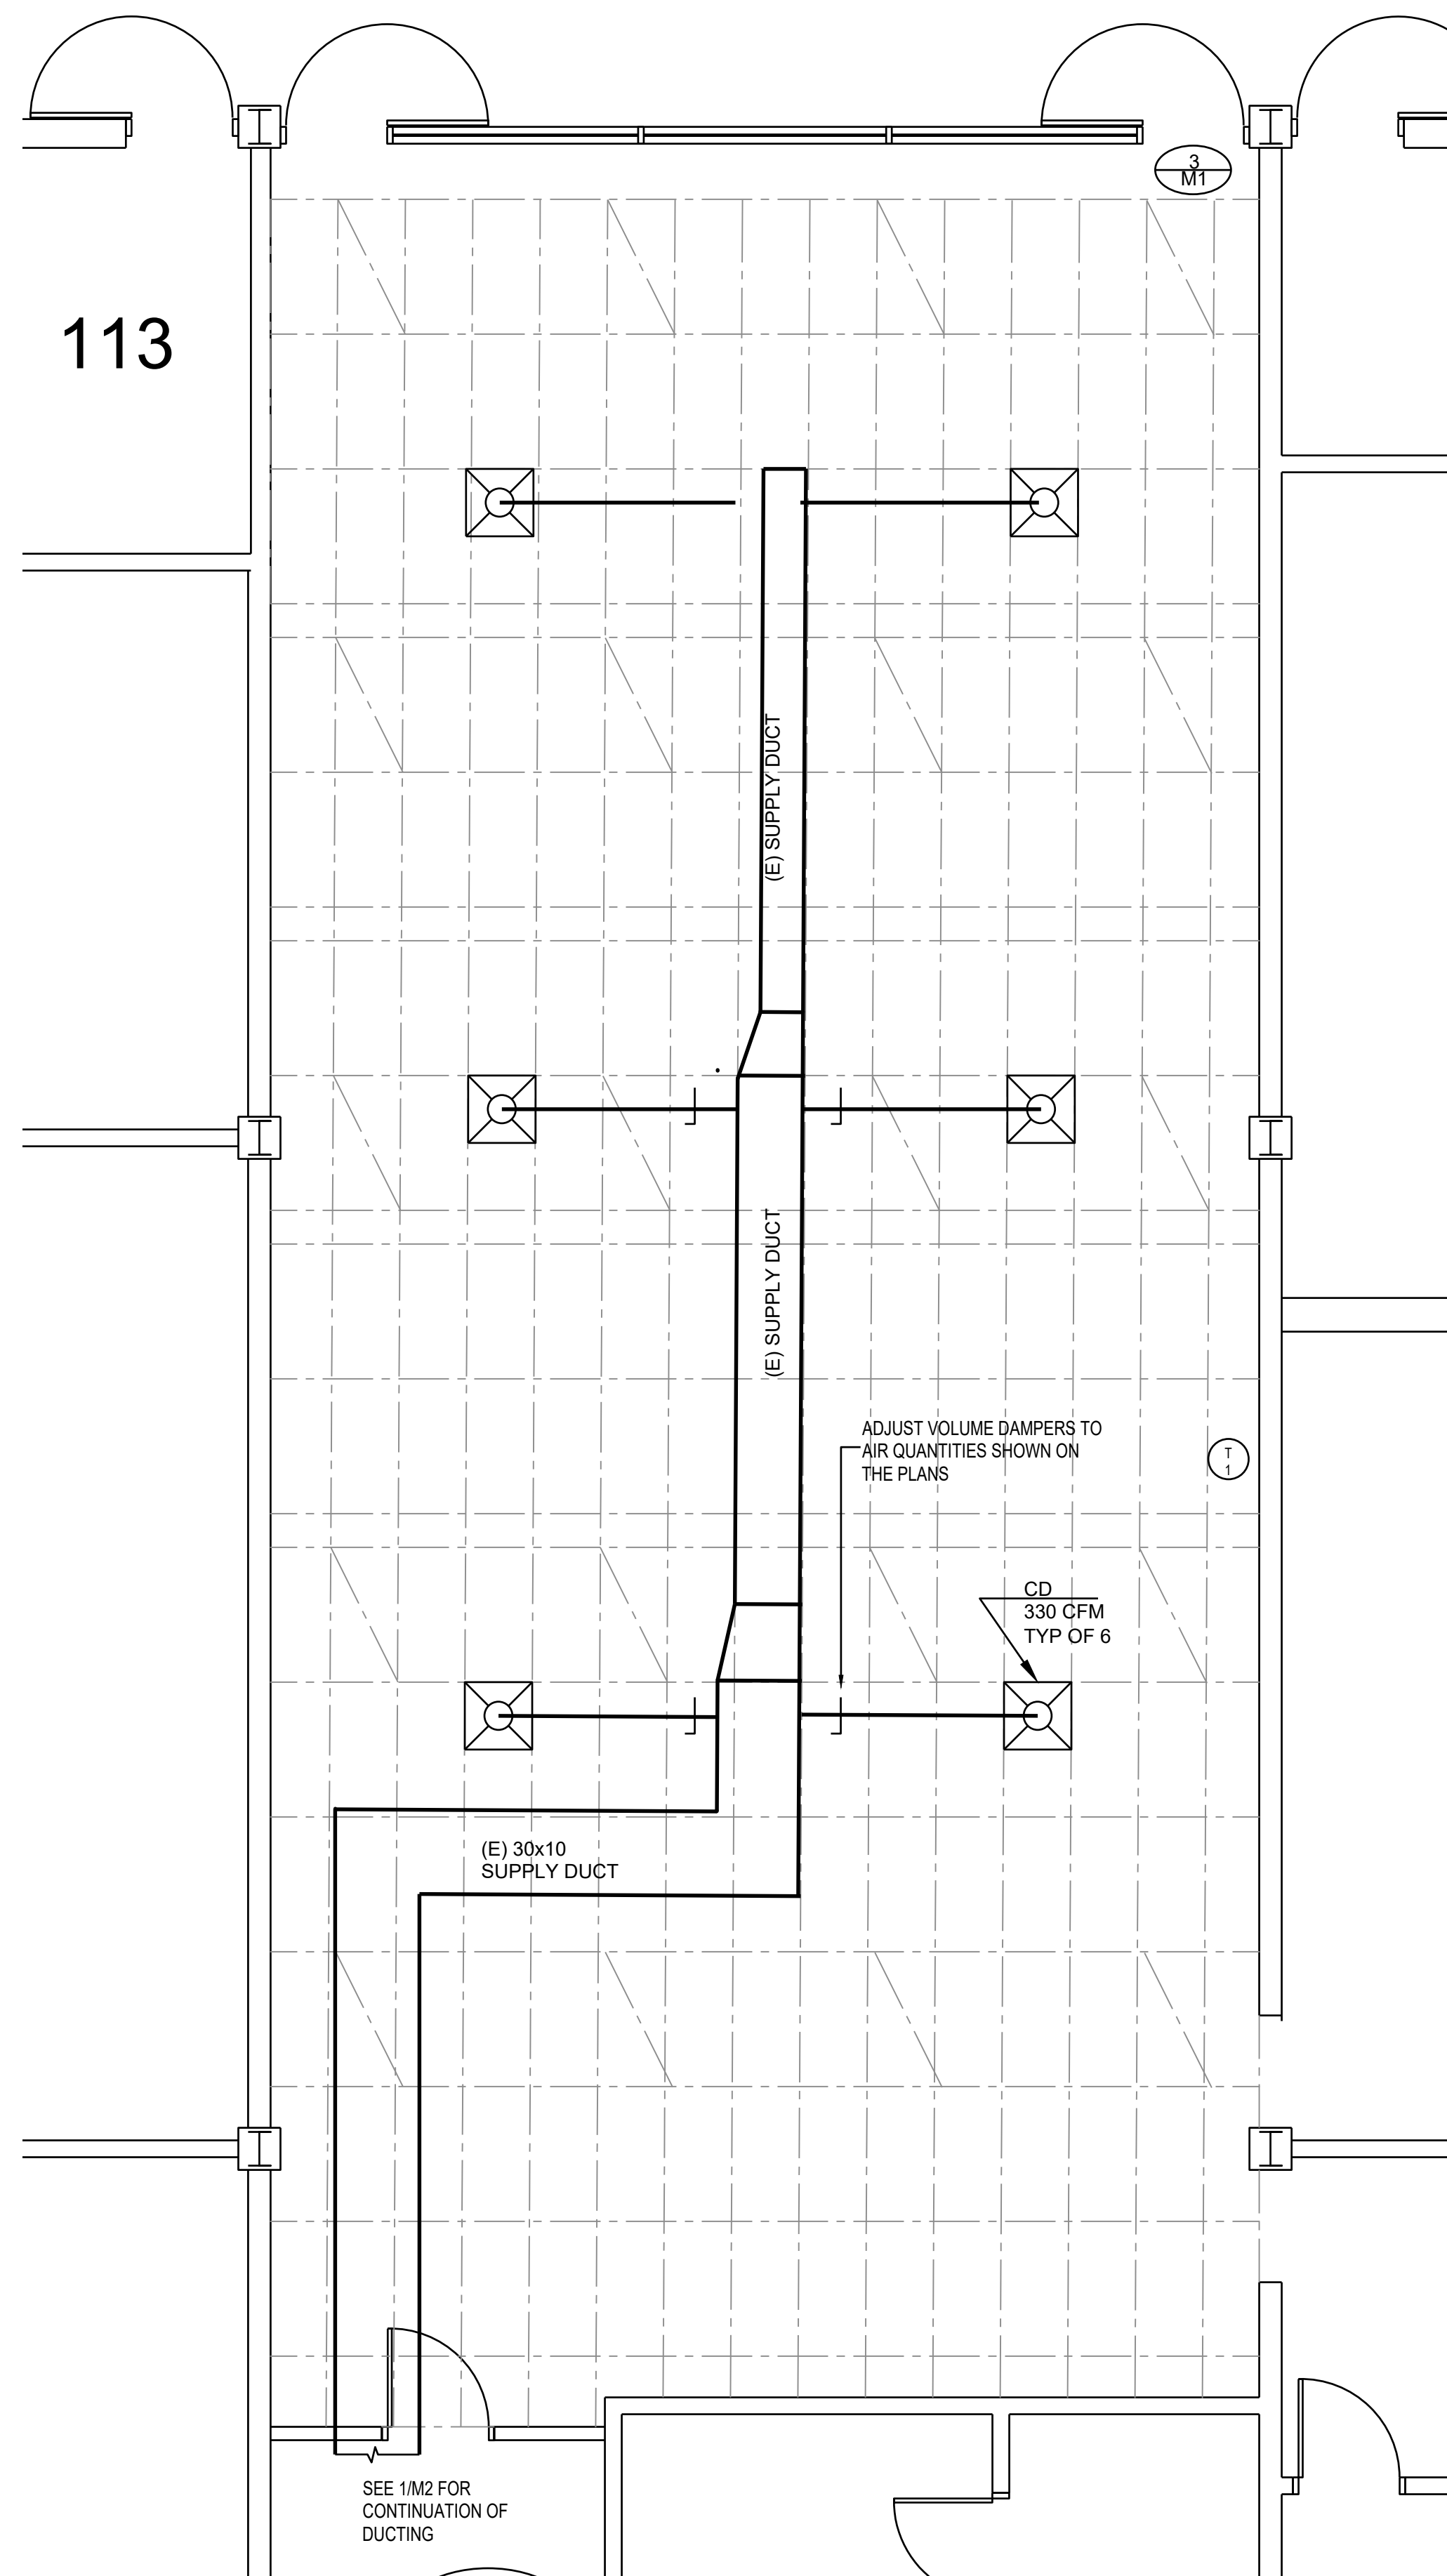 3
M1
113
(E) SUPPLY DUCT
(E) SUPPLY DUCT
ADJUST VOLUME DAMPERS TO
AIR QUANTITIES SHOWN ON
THE PLANS
T
1
CD
330 CFM
TYP OF 6
(E) 30x10
SUPPLY DUCT
SEE 1/M2 FOR
CONTINUATION OF
DUCTING